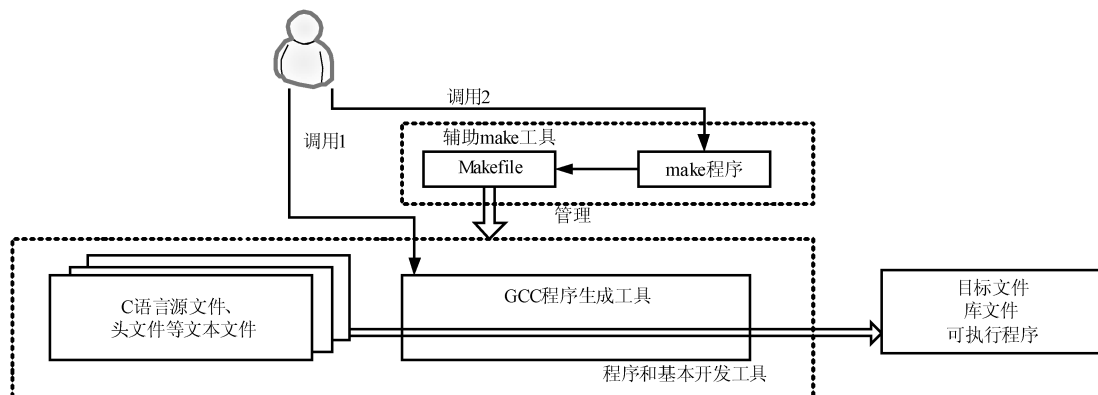 调用2
调用1
辅助make工具
Makefile
make程序
管理
C语言源文件、
头文件等文本文件
GCC程序生成工具
目标文件
库文件
可执行程序
程序和基本开发工具